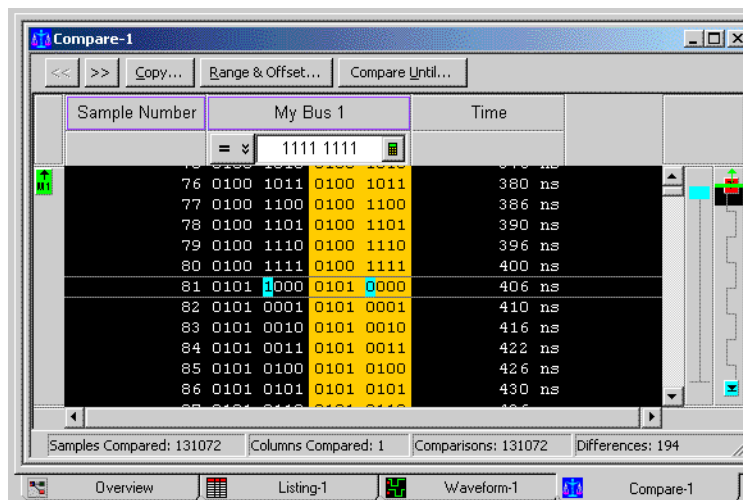 Compare-1
<< >> Copy... Range & Offset... Compare Until...
Sample Number My Bus 1 Time
= 1111 1111
M1
76 0100 1011 0100 1011 380 ns
77 0100 1100 0100 1100 386 ns
78 0100 1101 0100 1101 390 ns
79 0100 1110 0100 1110 396 ns
80 0100 1111 0100 1111 400 ns
81 0101 1000 0101 0000 406 ns
82 0101 0001 0101 0001 410 ns
83 0101 0010 0101 0010 416 ns
84 0101 0011 0101 0011 422 ns
85 0101 0100 0101 0100 426 ns
86 0101 0101 0101 0101 430 ns
Samples Compared: 131072 Columns Compared: 1 Comparisons: 131072 Differences: 194
Overview Listing-1 Waveform-1 Compare-1